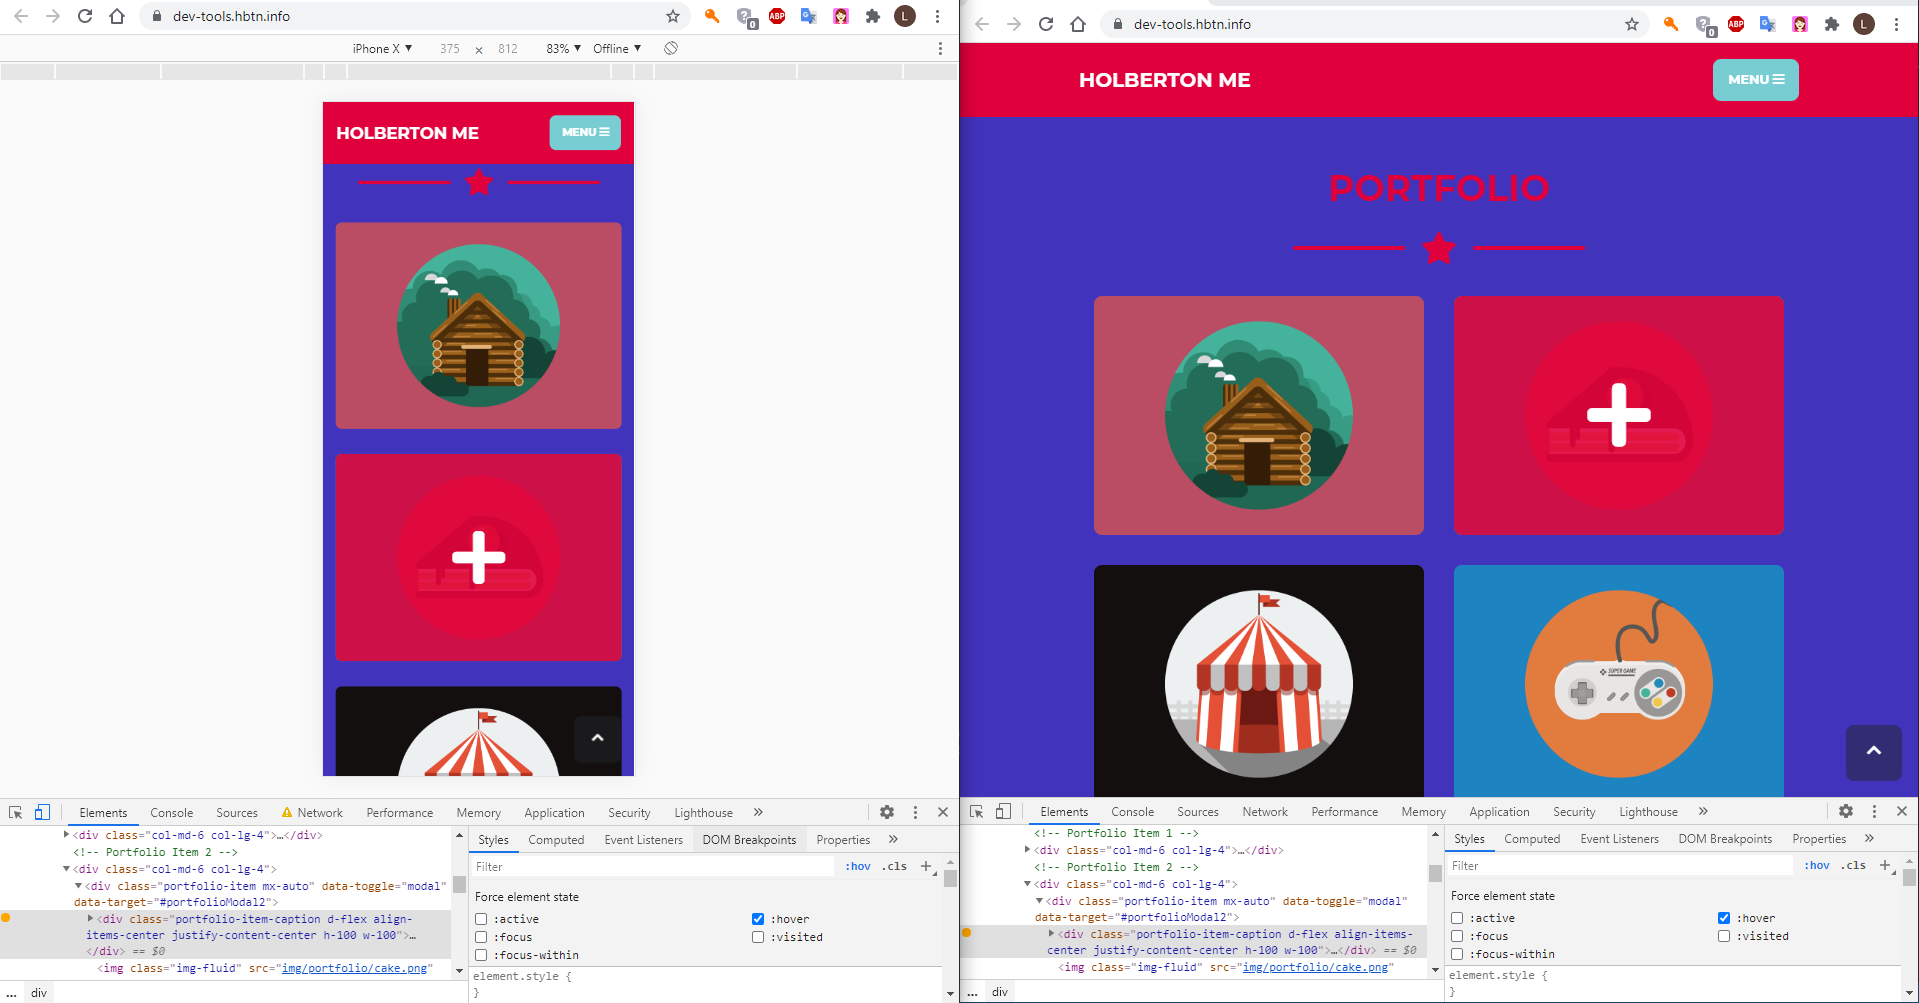 dev-tools.hbtn.info
0
ABP
L
iPhone X ▼ 375 × 812 83% ▼ Offline ▼
HOLBERTON ME
MENU
Elements Console Sources Network Performance Memory Application Security Lighthouse »
<div class="col-md-6 col-lg-4">…</div>
<!-- Portfolio Item 2 -->
<div class="col-md-6 col-lg-4">
<div class="portfolio-item mx-auto" data-toggle="modal"
data-target="#portfolioModal2">
<div class="portfolio-item-caption d-flex align-
items-center justify-content-center h-100 w-100">…
</div> == $0
<img class="img-fluid" src="img/portfolio/cake.png"
... div
Styles Computed Event Listeners DOM Breakpoints Properties »
Filter :hov .cls +
Force element state
:active :hover
:focus :visited
:focus-within
element.style {
}
dev-tools.hbtn.info
0
ABP
L
HOLBERTON ME
MENU
PORTFOLIO
SUPER GAME
Elements Console Sources Network Performance Memory Application Security Lighthouse »
<!-- Portfolio Item 1 -->
<div class="col-md-6 col-lg-4">…</div>
<!-- Portfolio Item 2 -->
<div class="col-md-6 col-lg-4">
<div class="portfolio-item mx-auto" data-toggle="modal"
data-target="#portfolioModal2">
<div class="portfolio-item-caption d-flex align-items-
center justify-content-center h-100 w-100">…</div> == $0
<img class="img-fluid" src="img/portfolio/cake.png"
... div
Styles Computed Event Listeners DOM Breakpoints Properties »
Filter :hov .cls +
Force element state
:active :hover
:focus :visited
:focus-within
element.style {
}